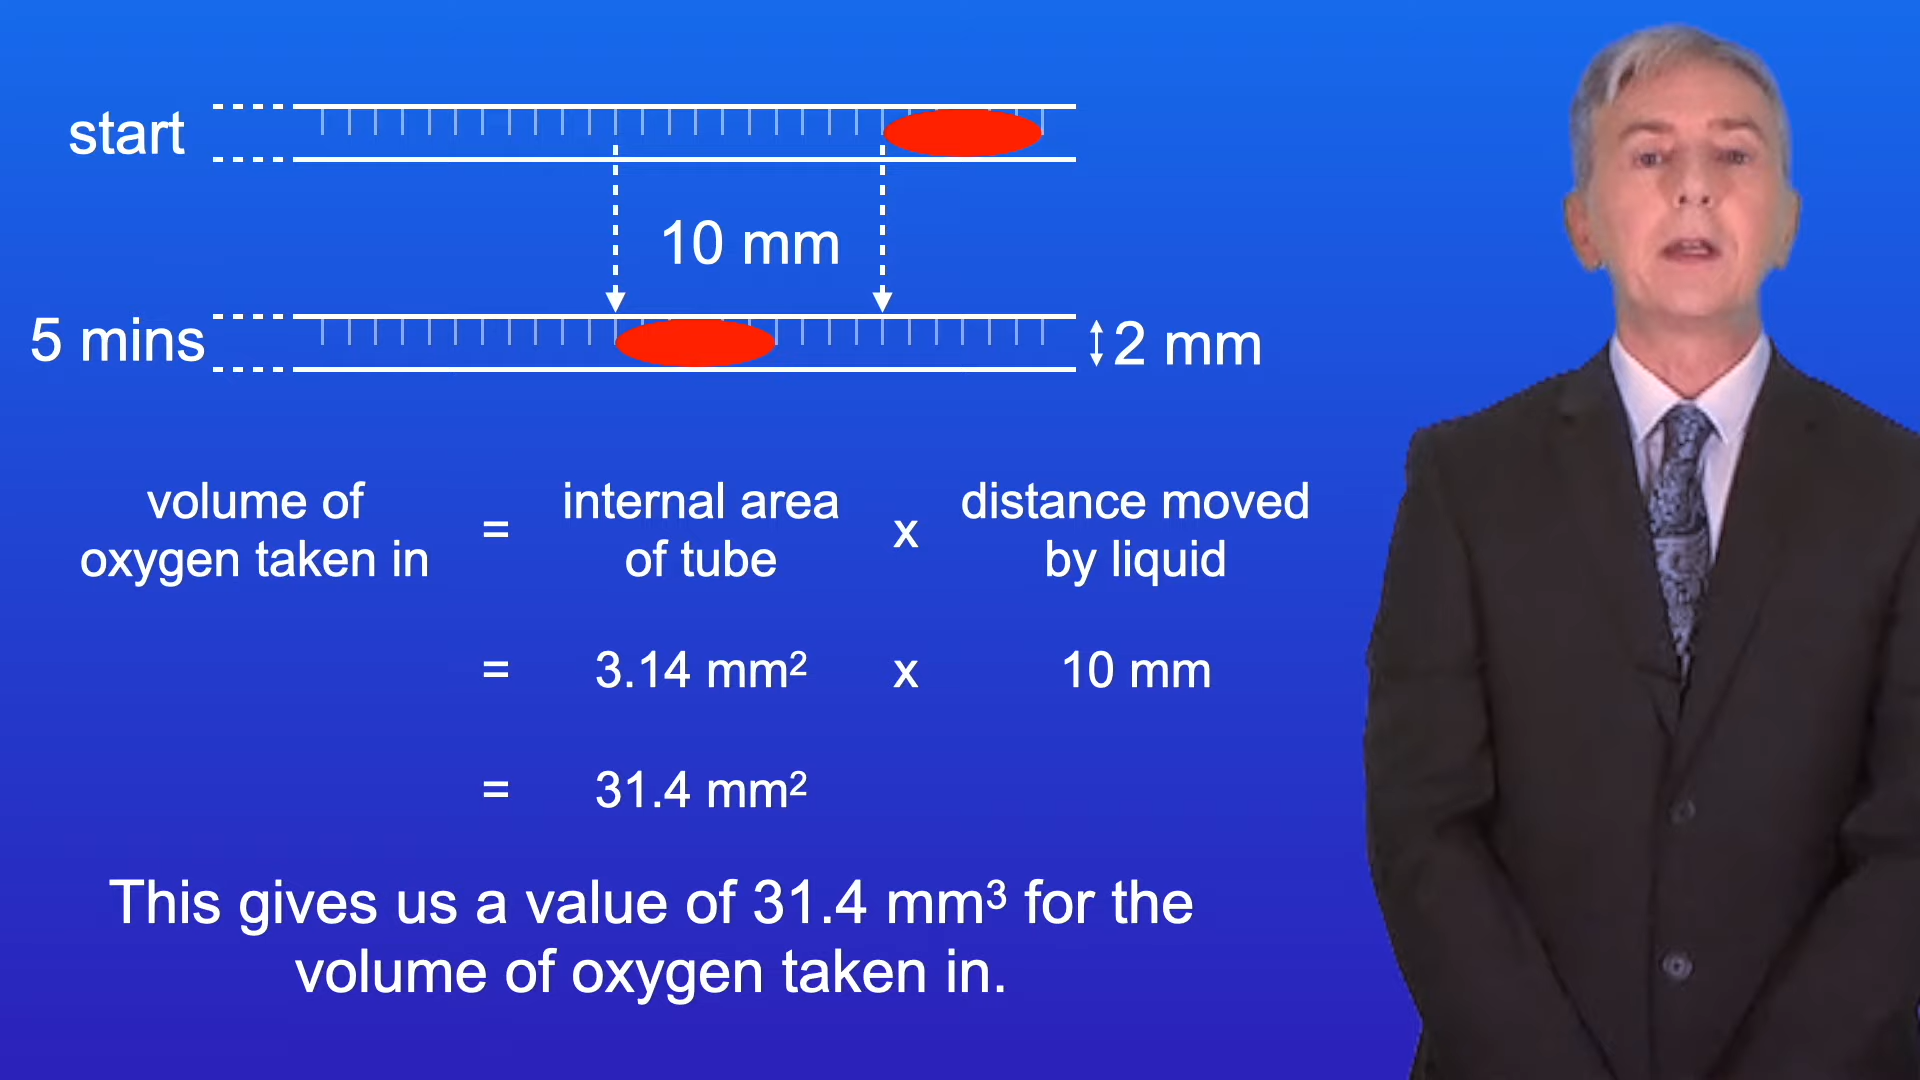 start
10 mm
5 mins
2 mm
volume of oxygen taken in = internal area of tube x distance moved by liquid
= 3.14 mm² x 10 mm
= 31.4 mm²
This gives us a value of 31.4 mm³ for the
volume of oxygen taken in.